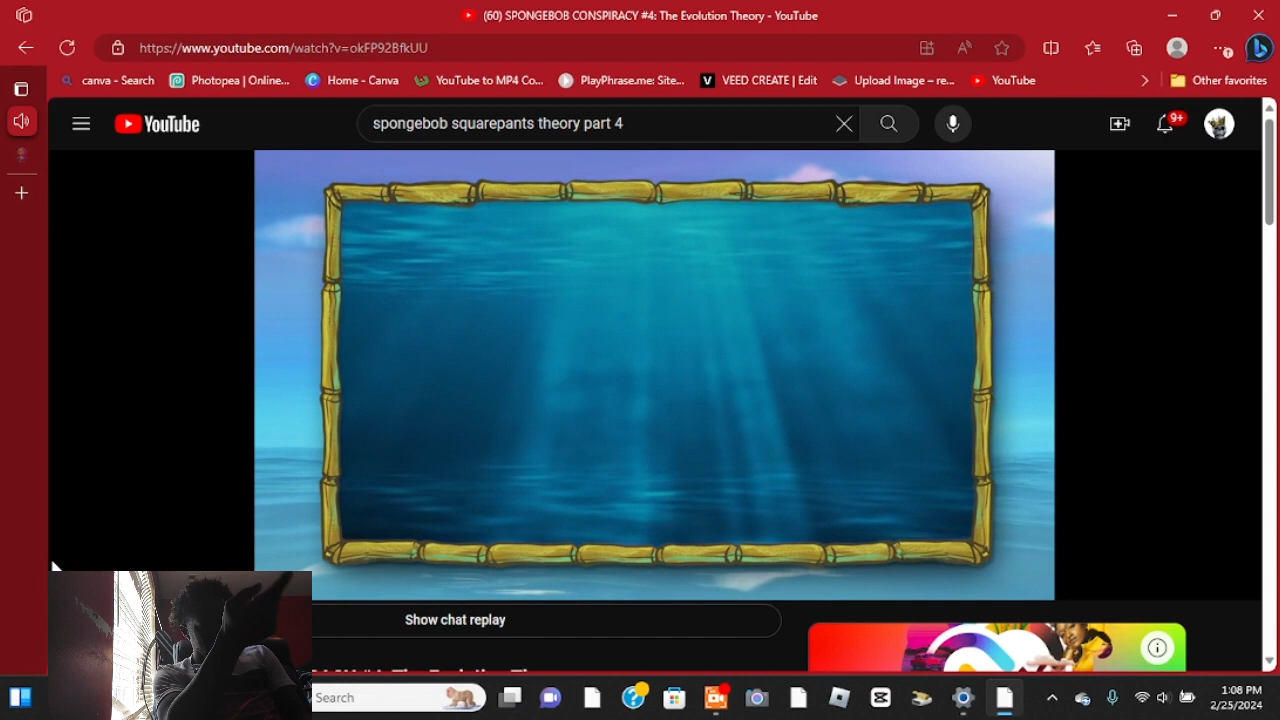 (60) SPONGEBOB CONSPIRACY #4: The Evolution Theory - YouTube
https://www.youtube.com/watch?v=okFP92BfkUU
canva - Search
Photopea | Online...
Home - Canva
YouTube to MP4 Co...
PlayPhrase.me: Site...
VEED CREATE | Edit
Upload Image – re...
YouTube
Other favorites
YouTube
spongebob squarepants theory part 4
9+
Show chat replay
Search
1:08 PM
2/25/2024